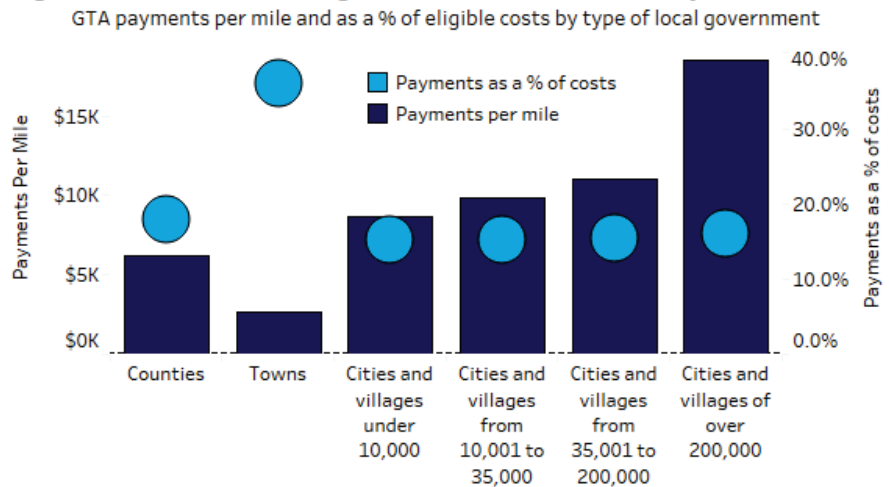 GTA payments per mile and as a % of eligible costs by type of local government
Payments as a % of costs
Payments per mile
Payments Per Mile
$15K
$10K
$5K
$0K
40.0%
30.0%
20.0%
10.0%
0.0%
Payments as a % of costs
Counties
Towns
Cities and
villages
under
10,000
Cities and
villages
from
10,001 to
35,000
Cities and
villages
from
35,001 to
200,000
Cities and
villages of
over
200,000